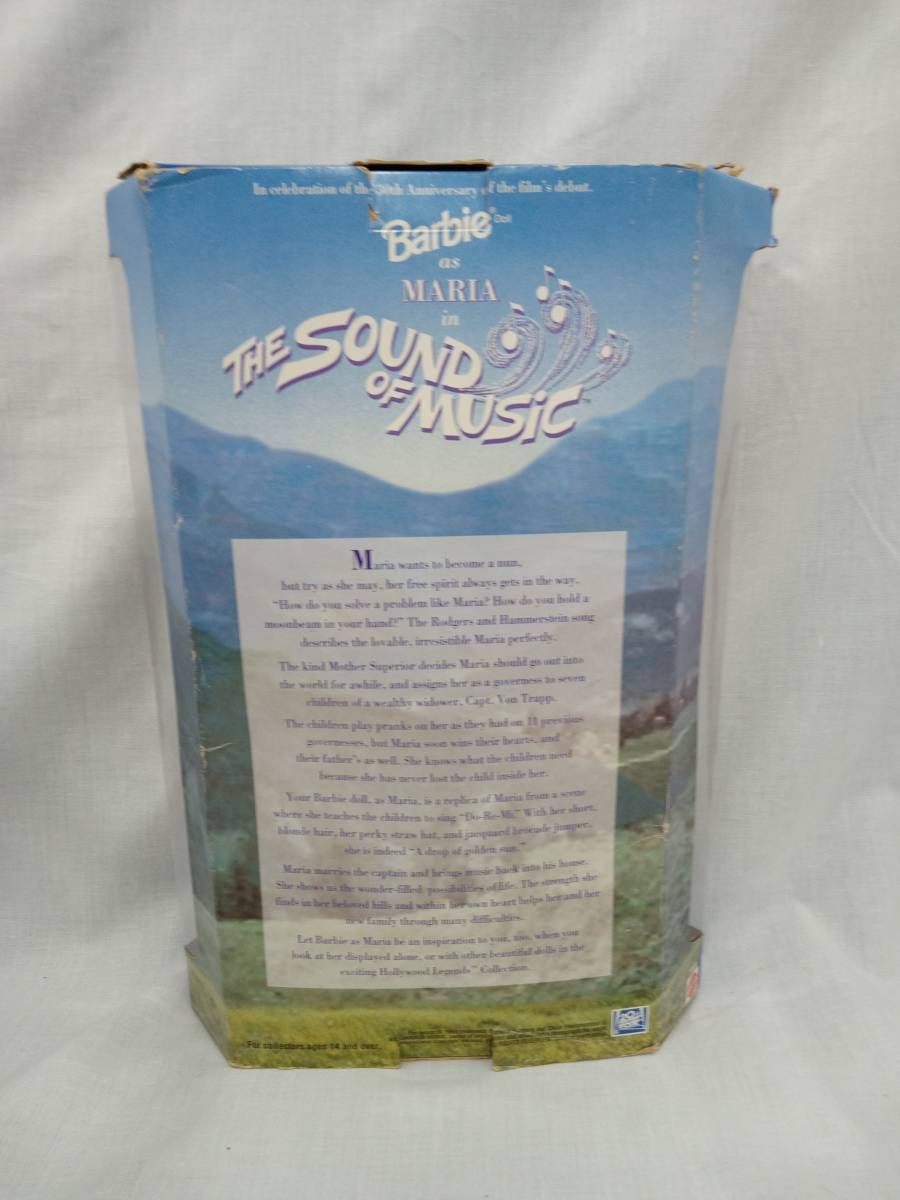 In celebration of the 30th Anniversary of the film's debut.
Barbie® Doll
as
MARIA
in
THE SOUND
OF MUSIC™
Maria wants to become a nun,
but try as she may, her free spirit always gets in the way.
"How do you solve a problem like Maria? How do you hold a
moonbeam in your hand?" The Rodgers and Hammerstein song
describes the lovable, irresistible Maria perfectly.
The kind Mother Superior decides Maria should go out into
the world for awhile, and assigns her as a governess to seven
children of a wealthy widower, Capt. Von Trapp.
The children play pranks on her as they had on 11 previous
governesses, but Maria soon wins their hearts, and
their father's as well. She knows what the children need
because she has never lost the child inside her.
Your Barbie doll, as Maria, is a replica of Maria from a scene
where she teaches the children to sing "Do-Re-Mi." With her short,
blonde hair, her perky straw hat, and jacquard brocade jumper,
she is indeed "A drop of golden sun."
Maria marries the captain and brings music back into his house.
She shows us the wonder-filled possibilities of life. The strength she
finds in her beloved hills and within her own heart helps her and her
new family through many difficulties.
Let Barbie as Maria be an inspiration to you, too, when you
look at her displayed alone, or with other beautiful dolls in the
exciting Hollywood Legends™ Collection.
For collectors ages 14 and over.